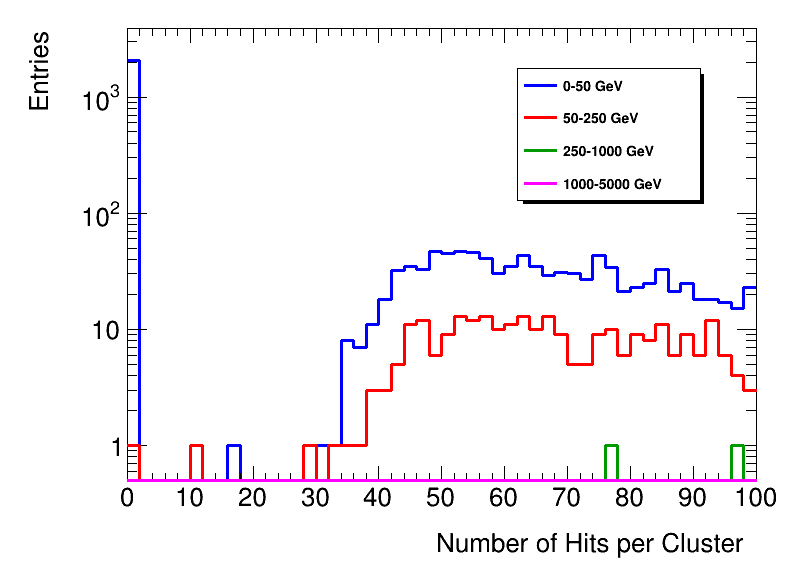 Entries
10³
10²
10
1
0-50 GeV
50-250 GeV
250-1000 GeV
1000-5000 GeV
0 10 20 30 40 50 60 70 80 90 100
Number of Hits per Cluster